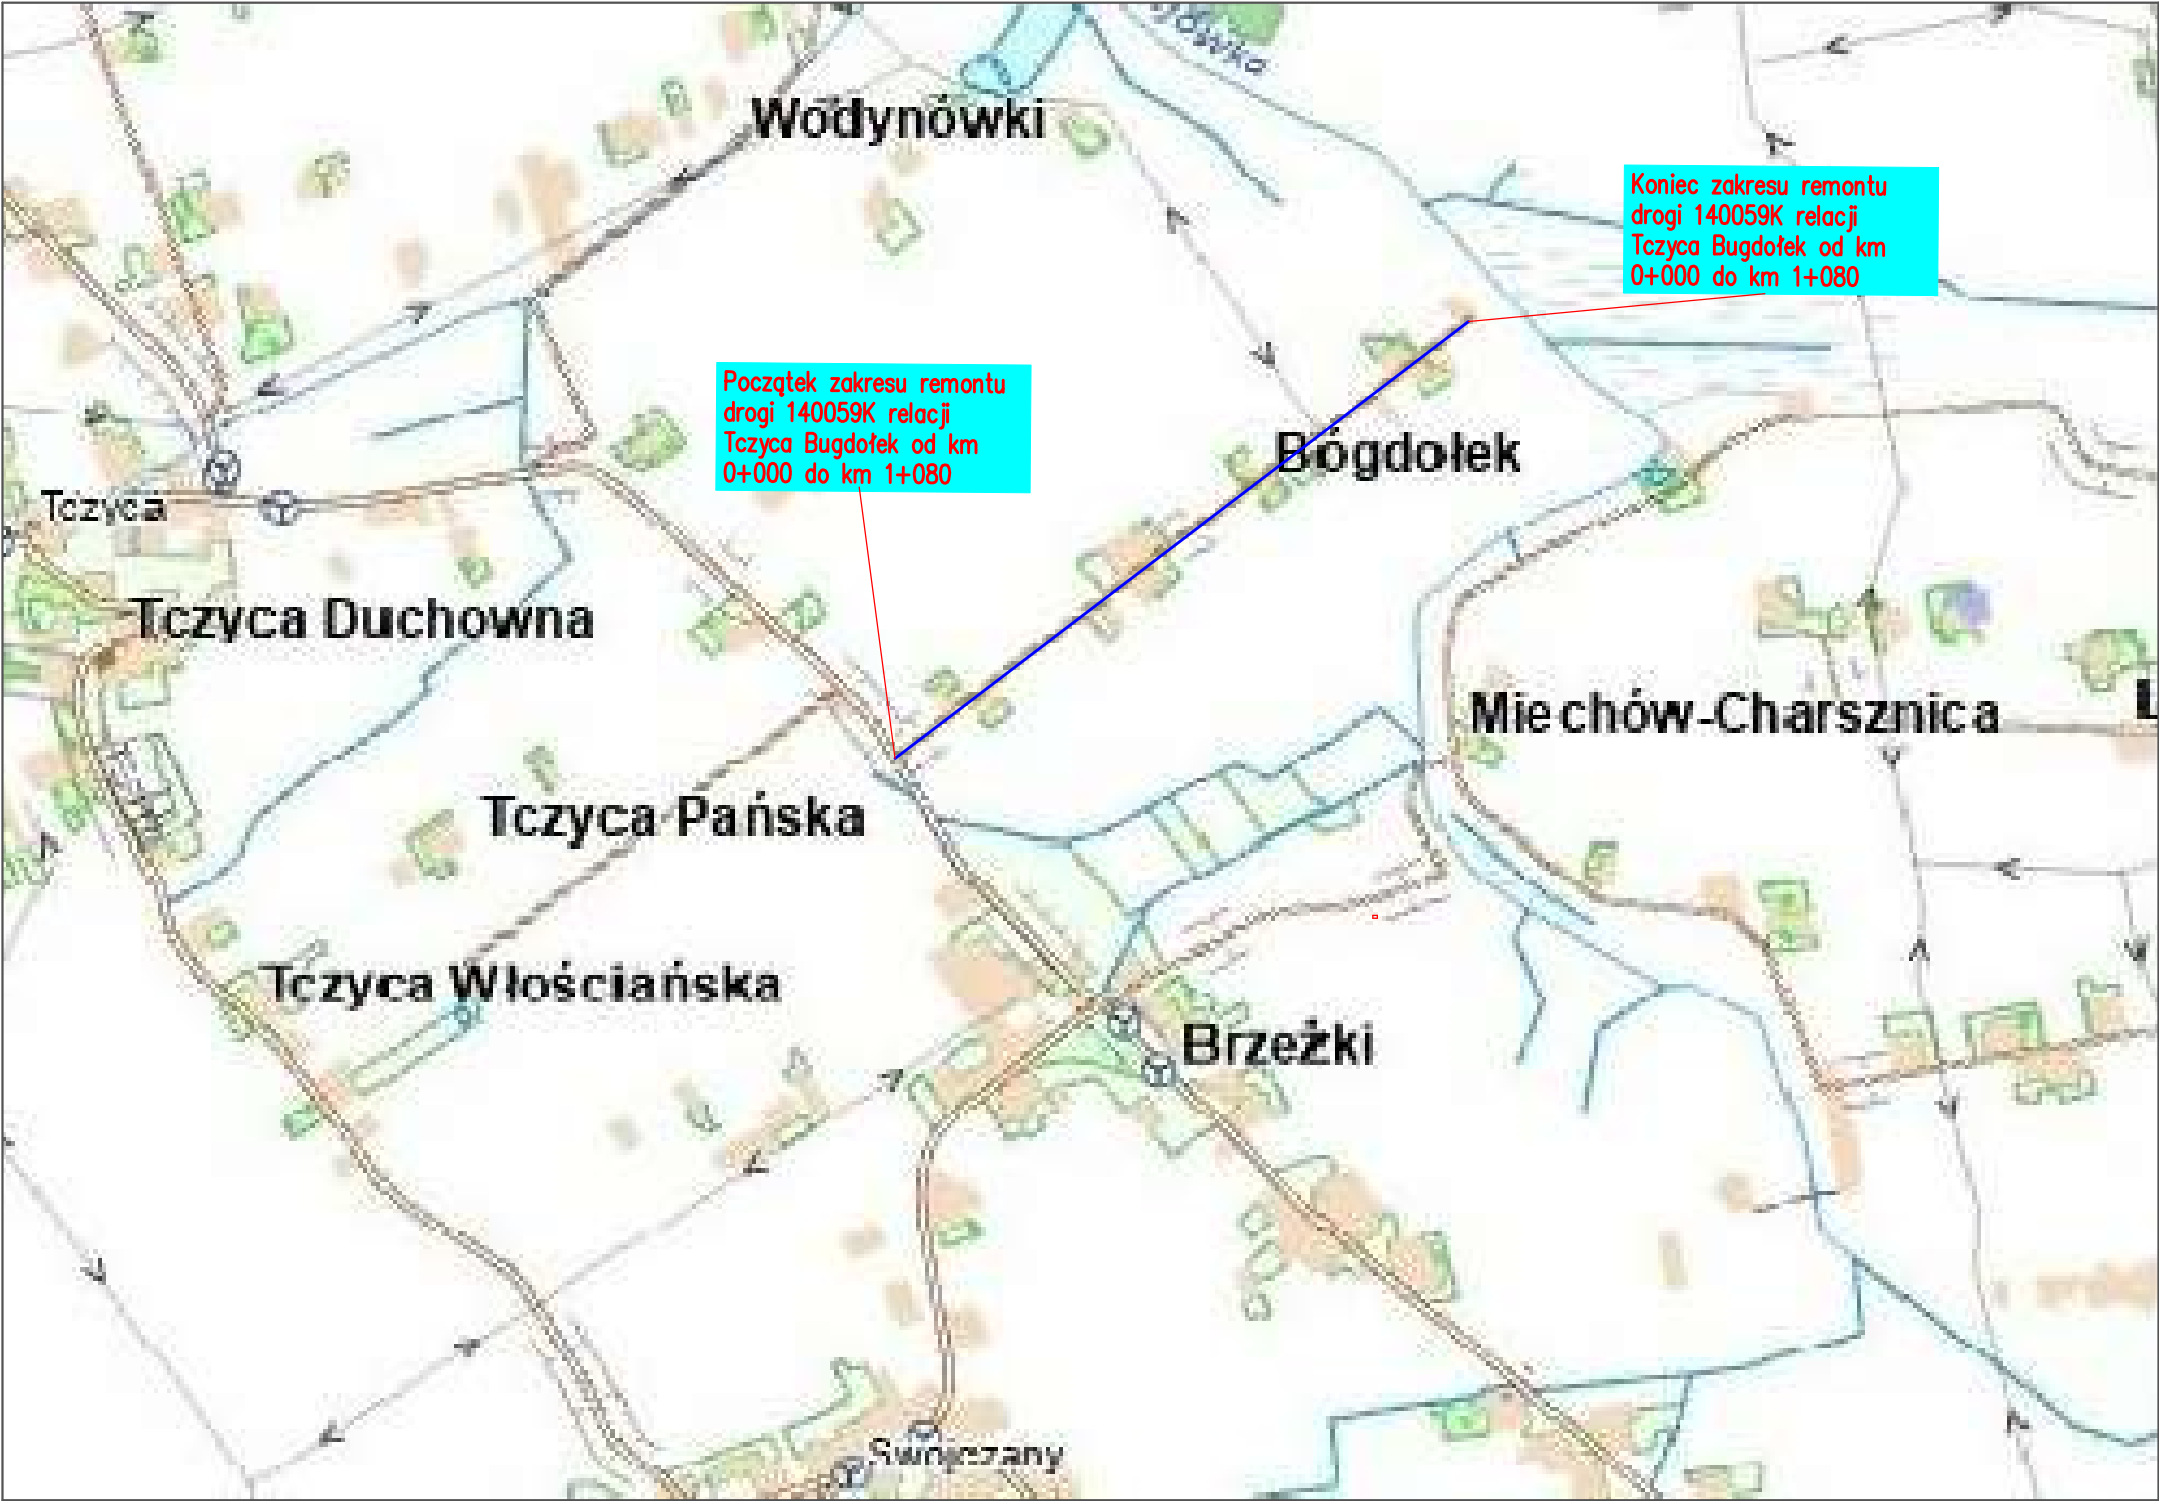 Wodynówki
Koniec zakresu remontu
drogi 140059K relacji
Tczyca Bugdołek od km
0+000 do km 1+080
Początek zakresu remontu
drogi 140059K relacji
Tczyca Bugdołek od km
0+000 do km 1+080
Bógdołek
Tczyca
Tczyca Duchowna
Miechów-Charsznica
Tczyca Pańska
Tczyca Włościańska
Brzeżki
Swojczany